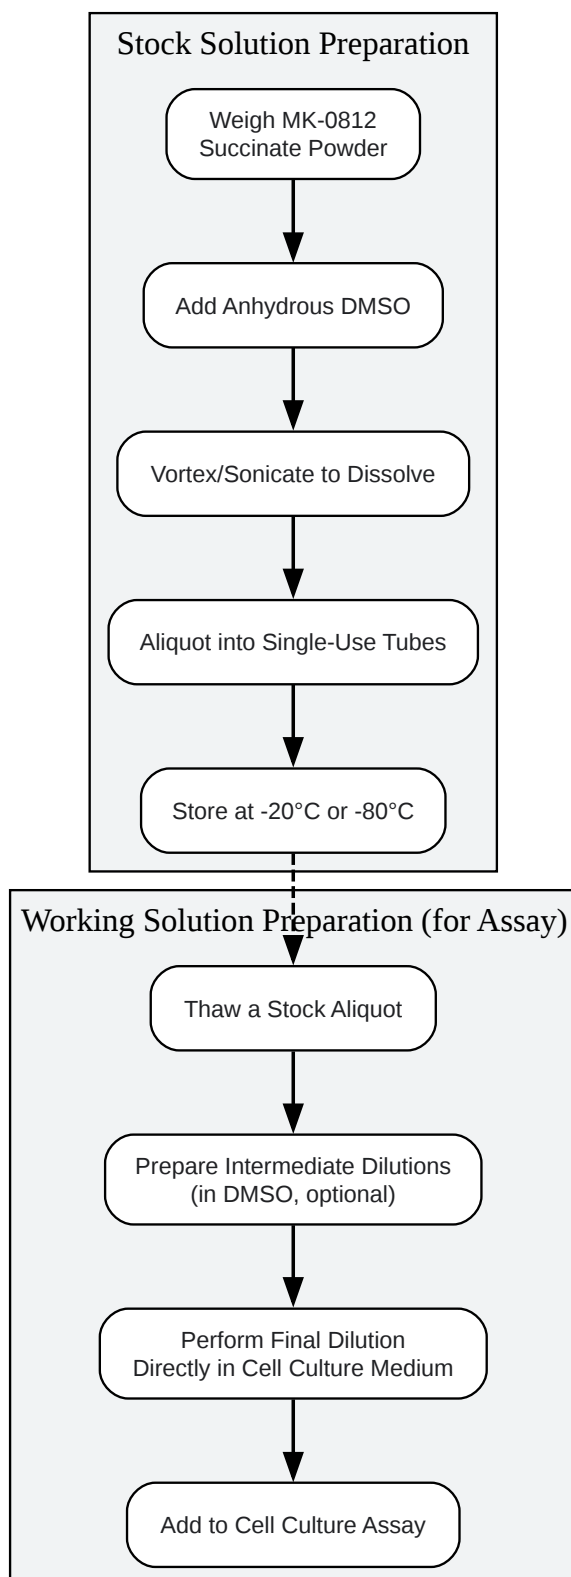 Stock Solution Preparation
Weigh MK-0812
Succinate Powder
Add Anhydrous DMSO
Vortex/Sonicate to Dissolve
Aliquot into Single-Use Tubes
Store at -20°C or -80°C
Working Solution Preparation (for Assay)
Thaw a Stock Aliquot
Prepare Intermediate Dilutions
(in DMSO, optional)
Perform Final Dilution
Directly in Cell Culture Medium
Add to Cell Culture Assay